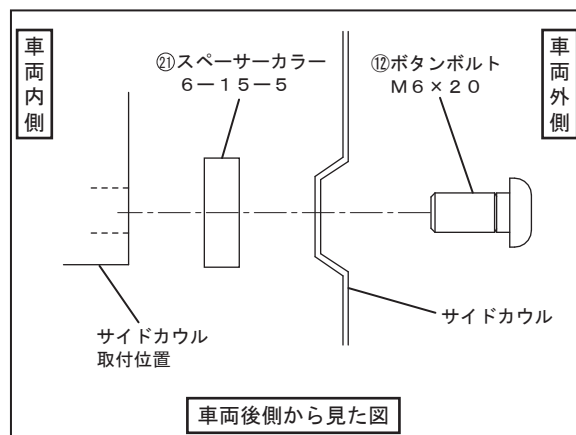 車両内側
㉑スペーサーカラー
6－15－5
⑫ボタンボルト
M6×20
車両外側
サイドカウル
取付位置
サイドカウル
車両後側から見た図